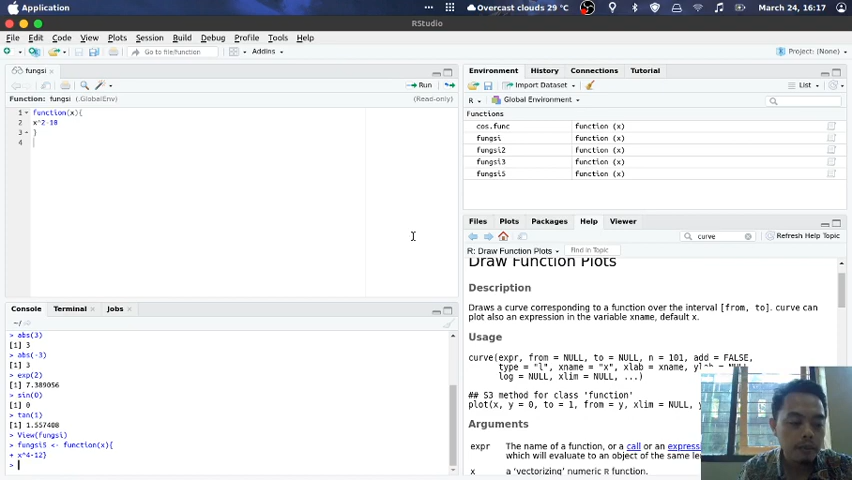 Application
Overcast clouds 29 °C
March 24, 16:17
RStudio
File Edit Code View Plots Session Build Debug Profile Tools Help
Go to file/function
Addins
Project: (None)
fungsi
Run
Function: fungsi (.GlobalEnv)
(Read-only)
1 function(x){
2 x^2-10
3 }
4
Environment History Connections Tutorial
Import Dataset
List
R Global Environment
Functions
cos.func function (x)
fungsi function (x)
fungsi2 function (x)
fungsi3 function (x)
fungsi5 function (x)
Files Plots Packages Help Viewer
curve
Refresh Help Topic
R: Draw Function Plots
Find in Topic
Draw Function Plots
Description
Draws a curve corresponding to a function over the interval [from, to]. curve can
plot also an expression in the variable xname, default x.
Usage
curve(expr, from = NULL, to = NULL, n = 101, add = FALSE,
type = "l", xname = "x", xlab = xname,
log = NULL, xlim = NULL, ...)
## S3 method for class 'function'
plot(x, y = 0, to = 1, from = y, xlim = NULL,
Arguments
expr The name of a function, or a call or an
which will evaluate to an object of the same
x a 'vectorizing' numeric R function.
Console Terminal Jobs
~/
> abs(3)
[1] 3
> abs(-3)
[1] 3
> exp(2)
[1] 7.389056
> sin(0)
[1] 0
> tan(1)
[1] 1.557408
> View(fungsi)
> fungsi5 <- function(x){
+ x^4-12}
>